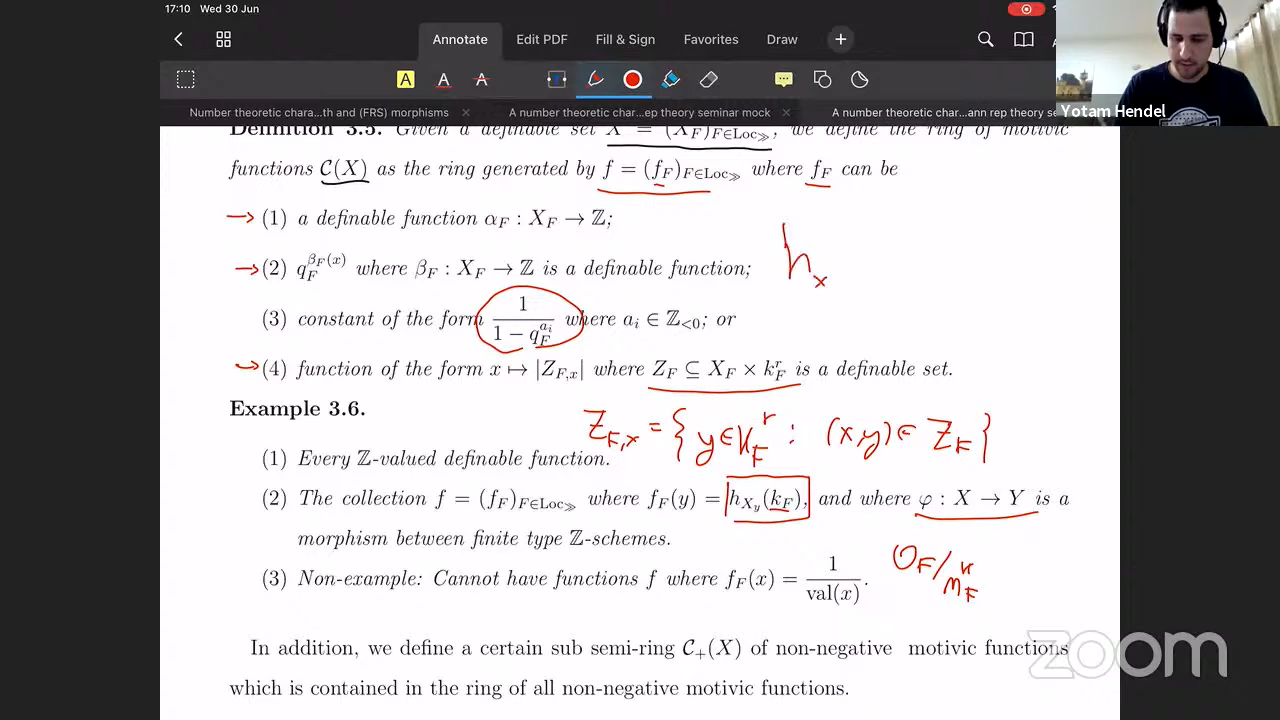 17:10 Wed 30 Jun
Annotate Edit PDF Fill & Sign Favorites Draw
A A A
Number theoretic chara...th and (FRS) morphisms × A number theoretic char...ep theory seminar mock × A number theoretic char...ann rep theory se
Yotam Hendel
Definition 3.5. Given a definable set X = (X_F)_{F∈Loc≫}, we define the ring of motivic
functions C(X) as the ring generated by f = (f_F)_{F∈Loc≫} where f_F can be
→ (1) a definable function α_F : X_F → ℤ;
→ (2) q_F^{β_F(x)} where β_F : X_F → ℤ is a definable function;
h_x
(3) constant of the form 1/(1 − q_F^{a_i}) where a_i ∈ ℤ_{<0}; or
→ (4) function of the form x ↦ |Z_{F,x}| where Z_F ⊆ X_F × k_F^r is a definable set.
Example 3.6.
Z_{F,x} = { y ∈ k_F^r : (x,y) ∈ Z_F }
(1) Every ℤ-valued definable function.
(2) The collection f = (f_F)_{F∈Loc≫} where f_F(y) = h_{X_y}(k_F), and where φ : X → Y is a
morphism between finite type ℤ-schemes.
(3) Non-example: Cannot have functions f where f_F(x) = 1/val(x).
O_F/m_F^k
In addition, we define a certain sub semi-ring C_+(X) of non-negative motivic functions
which is contained in the ring of all non-negative motivic functions.
zoom